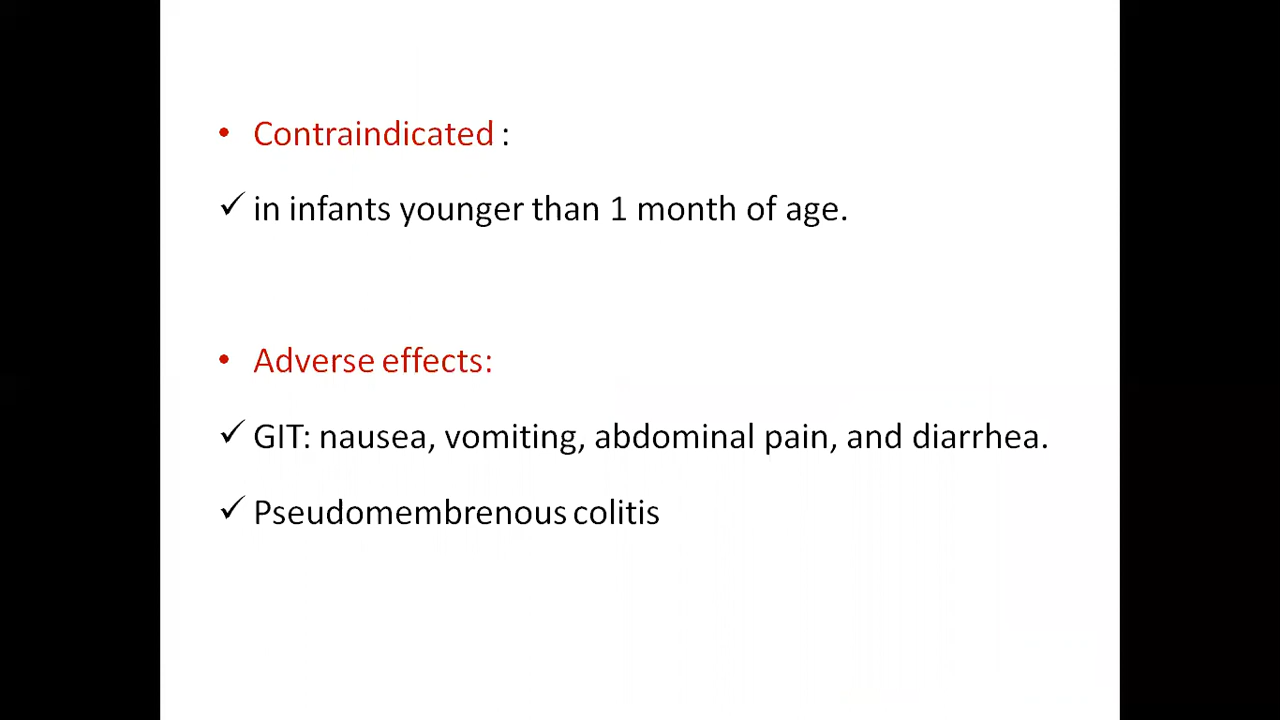 • Contraindicated :
✓ in infants younger than 1 month of age.
• Adverse effects:
✓ GIT: nausea, vomiting, abdominal pain, and diarrhea.
✓ Pseudomembrenous colitis